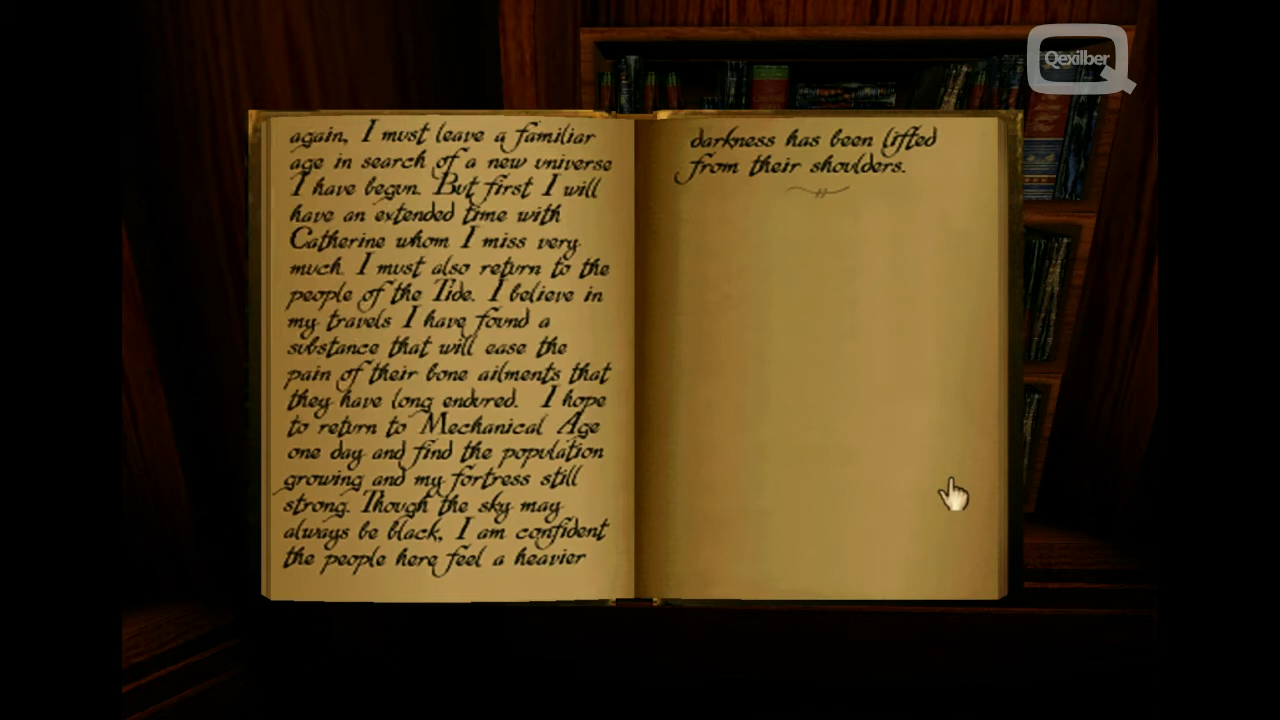 Qexilber
again, I must leave a familiar
age in search of a new universe
I have begun. But first I will
have an extended time with
Catherine whom I miss very
much. I must also return to the
people of the Tide. I believe in
my travels I have found a
substance that will ease the
pain of their bone ailments that
they have long endured. I hope
to return to Mechanical Age
one day and find the population
growing and my fortress still
strong. Though the sky may
always be black, I am confident
the people here feel a heavier
darkness has been lifted
from their shoulders.